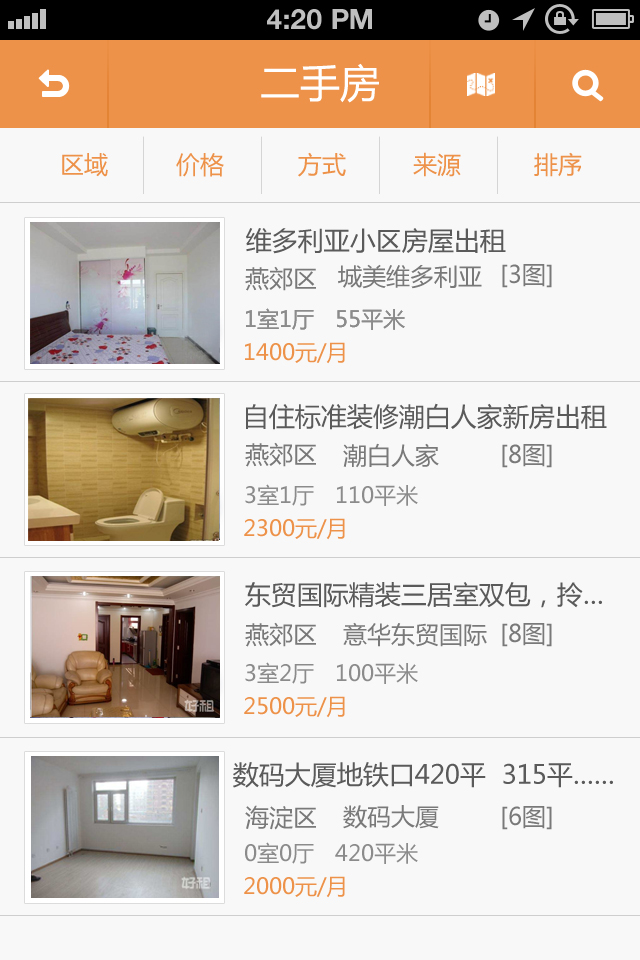 4:20 PM
二手房
区域 价格 方式 来源 排序
维多利亚小区房屋出租
燕郊区 城美维多利亚 [3图]
1室1厅 55平米
1400元/月
自住标准装修潮白人家新房出租
燕郊区 潮白人家 [8图]
3室1厅 110平米
2300元/月
东贸国际精装三居室双包，拎...
燕郊区 意华东贸国际 [8图]
3室2厅 100平米
2500元/月
好租
数码大厦地铁口420平 315平......
海淀区 数码大厦 [6图]
0室0厅 420平米
2000元/月
好租